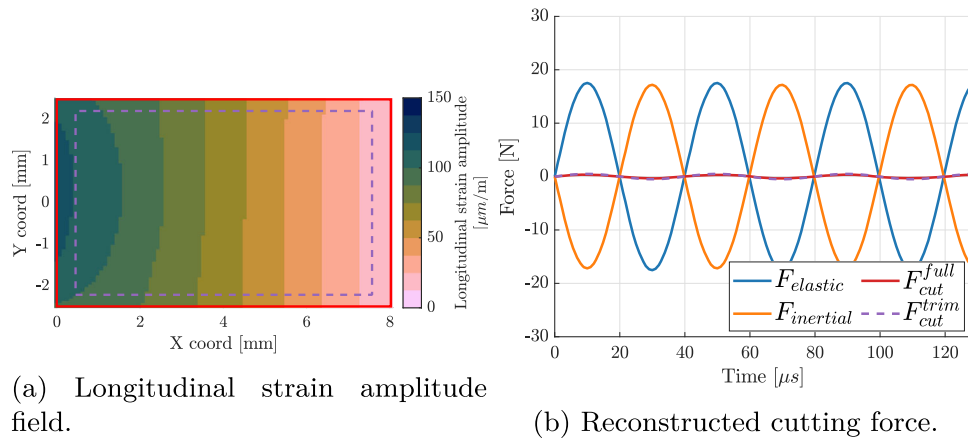 2
1
0
-1
-2
Y coord [mm]
0
2
4
6
8
X coord [mm]
150
100
50
0
Longitudinal strain amplitude
[μm/m]
(a) Longitudinal strain amplitude
field.
30
20
10
0
-10
-20
-30
Force [N]
0
20
40
60
80
100
120
Time [μs]
F_elastic
F_inertial
F_cut^full
F_cut^trim
(b) Reconstructed cutting force.